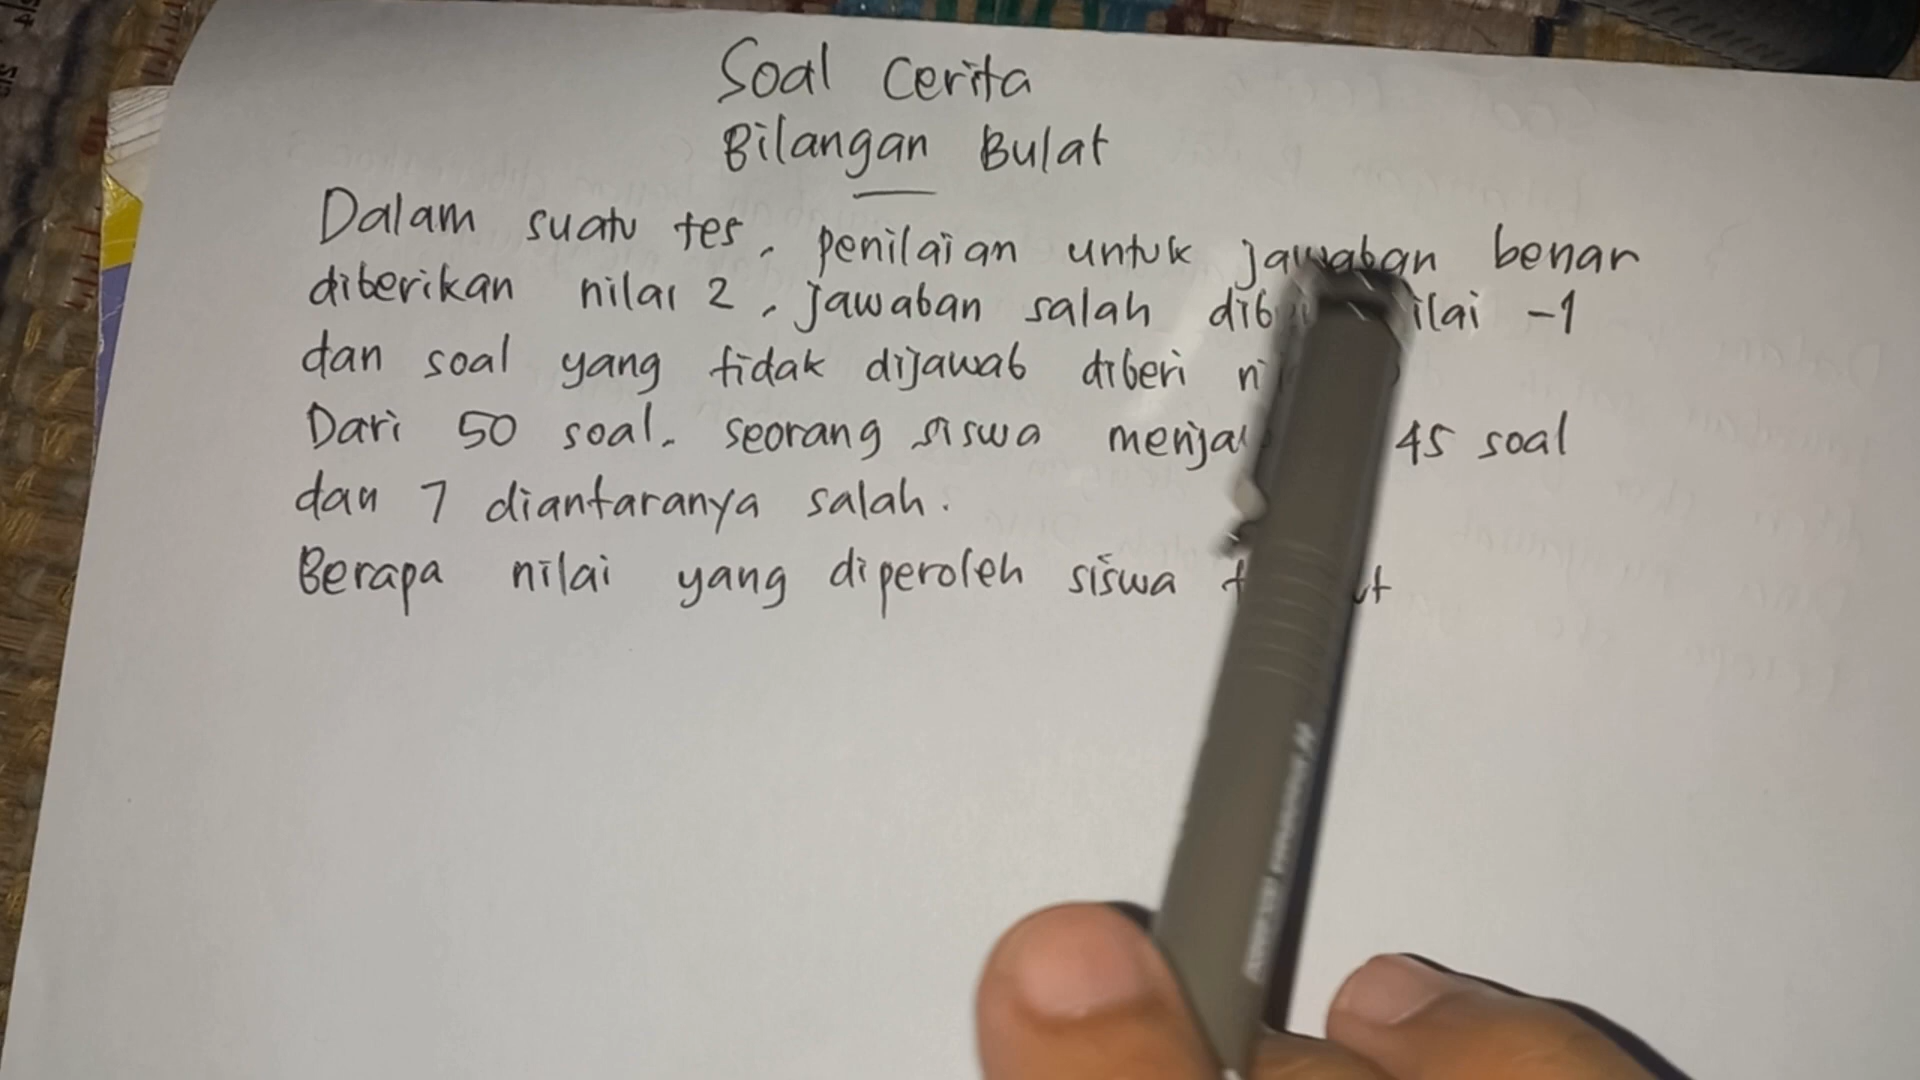 Soal Cerita
Bilangan Bulat
Dalam suatu tes, penilaian untuk jawaban benar
diberikan nilai 2, jawaban salah nilai -1
dan soal yang tidak dijawab diberi
Dari 50 soal, seorang siswa 45 soal
dan 7 diantaranya salah.
Berapa nilai yang diperoleh siswa